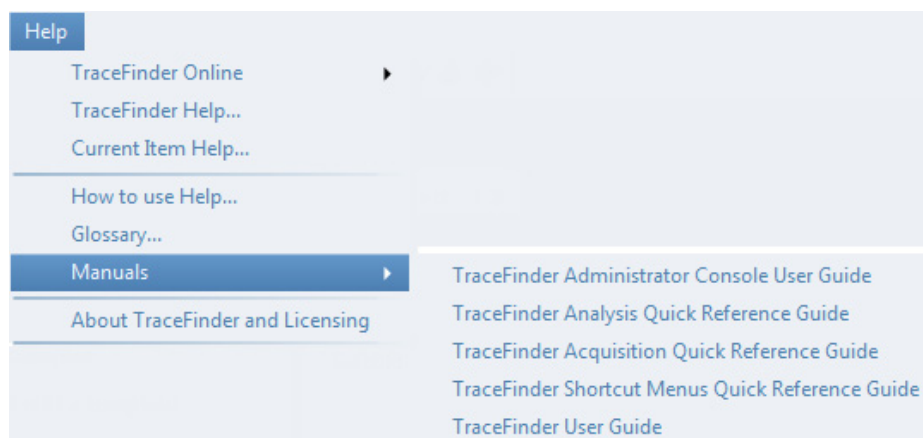 Help
TraceFinder Online
TraceFinder Help...
Current Item Help...
How to use Help...
Glossary...
Manuals
About TraceFinder and Licensing
TraceFinder Administrator Console User Guide
TraceFinder Analysis Quick Reference Guide
TraceFinder Acquisition Quick Reference Guide
TraceFinder Shortcut Menus Quick Reference Guide
TraceFinder User Guide